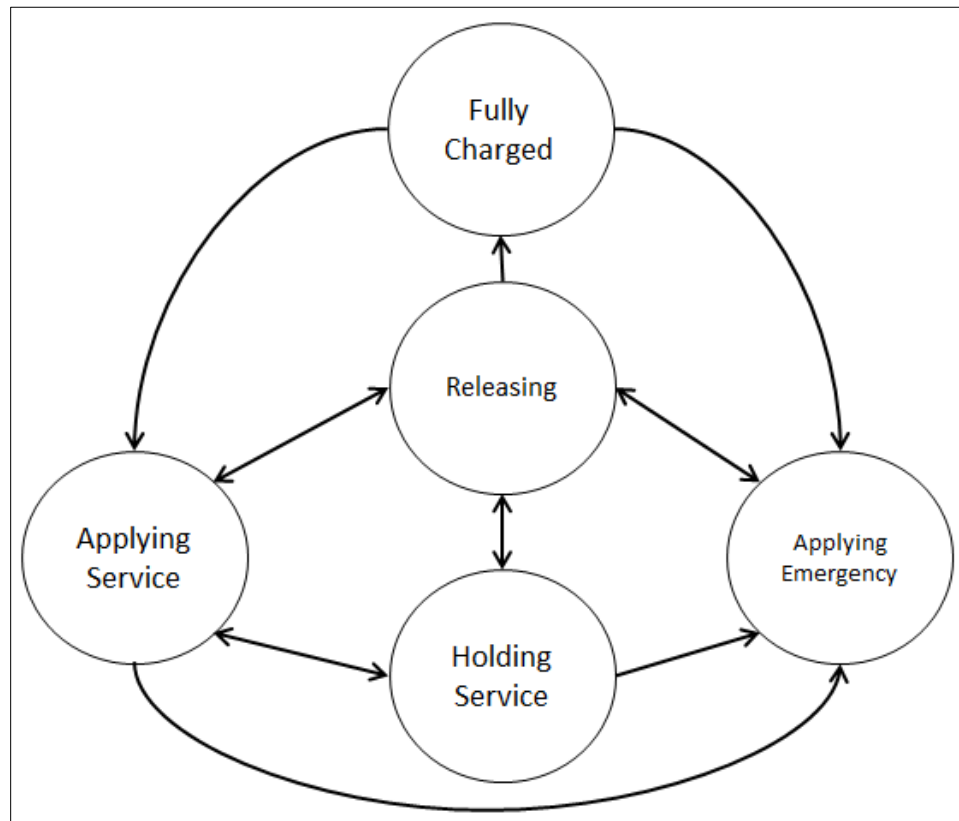 Fully
Charged
Releasing
Applying
Service
Applying
Emergency
Holding
Service